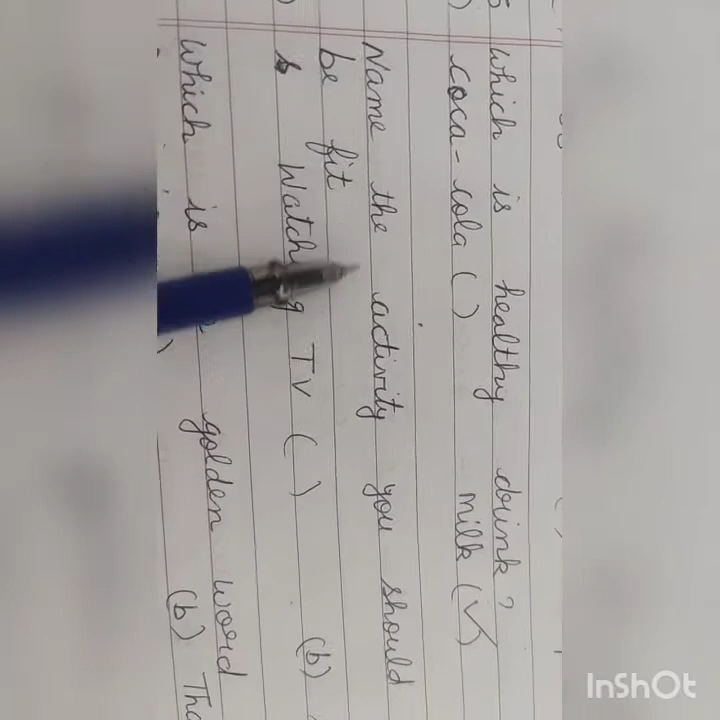 which is healthy drink?
) coca-cola ( ) milk (✓)
Name the activity you should
be fit
) Watching TV ( ) (b)
which is golden word
(b) Tha
InShOt